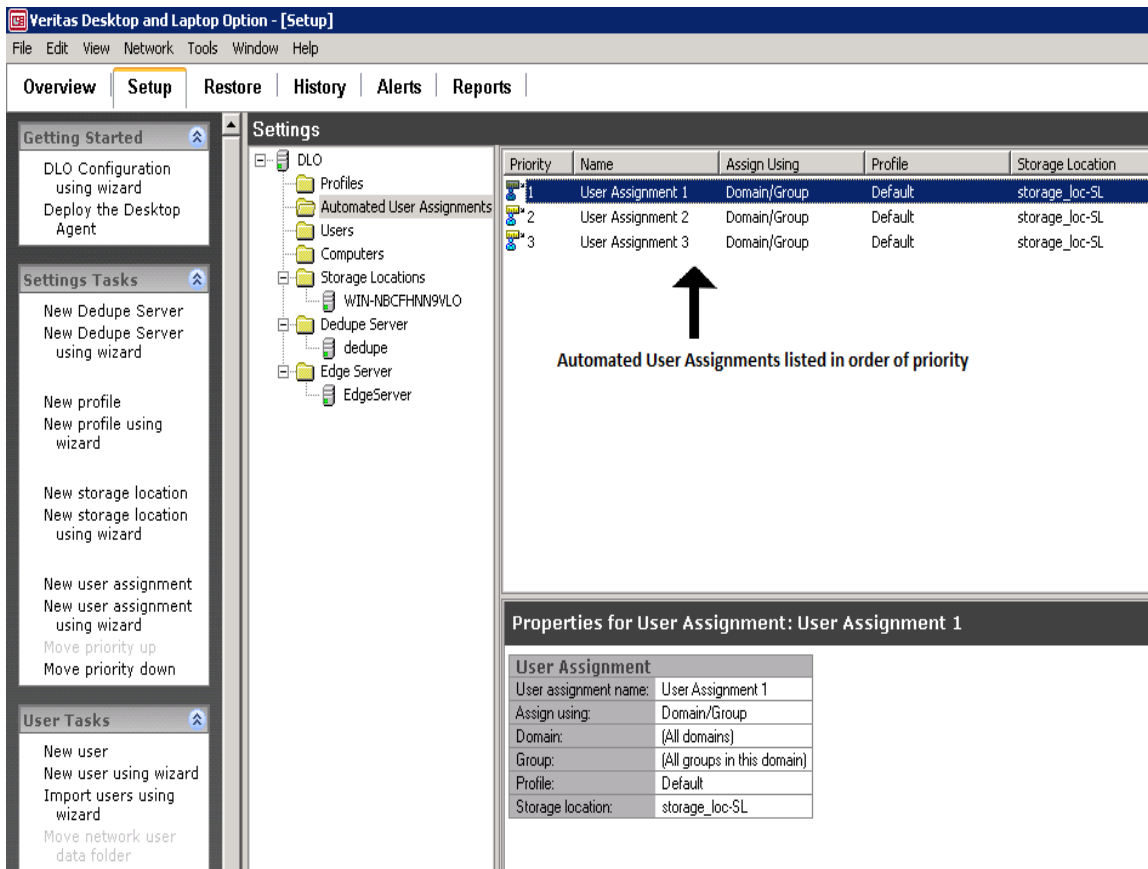 Veritas Desktop and Laptop Option - [Setup]
File Edit View Network Tools Window Help
Overview Setup Restore History Alerts Reports
Getting Started
DLO Configuration
using wizard
Deploy the Desktop
Agent
Settings Tasks
New Dedupe Server
New Dedupe Server
using wizard
New profile
New profile using
wizard
New storage location
New storage location
using wizard
New user assignment
New user assignment
using wizard
Move priority up
Move priority down
User Tasks
New user
New user using wizard
Import users using
wizard
Move network user
data folder
Settings
DLO
Profiles
Automated User Assignments
Users
Computers
Storage Locations
WIN-NBCFHNN9VLO
Dedupe Server
dedupe
Edge Server
EdgeServer
Priority Name Assign Using Profile Storage Location
1 User Assignment 1 Domain/Group Default storage_loc-SL
2 User Assignment 2 Domain/Group Default storage_loc-SL
3 User Assignment 3 Domain/Group Default storage_loc-SL
Automated User Assignments listed in order of priority
Properties for User Assignment: User Assignment 1
User Assignment
User assignment name: User Assignment 1
Assign using: Domain/Group
Domain: (All domains)
Group: (All groups in this domain)
Profile: Default
Storage location: storage_loc-SL